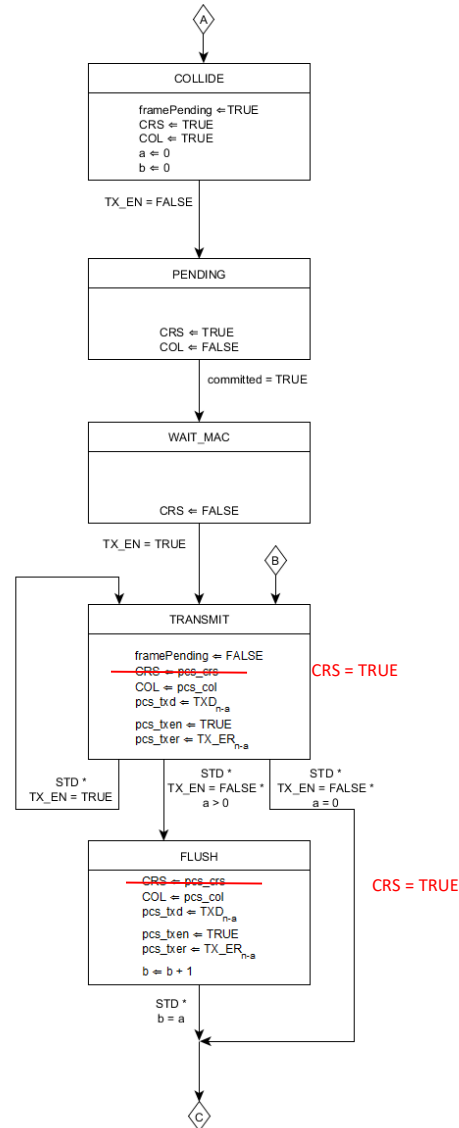 A
COLLIDE
framePending ⇐ TRUE
CRS ⇐ TRUE
COL ⇐ TRUE
a ⇐ 0
b ⇐ 0
TX_EN = FALSE
PENDING
CRS ⇐ TRUE
COL ⇐ FALSE
committed = TRUE
WAIT_MAC
CRS ⇐ FALSE
TX_EN = TRUE
B
TRANSMIT
framePending ⇐ FALSE
CRS ⇐ pcs_crs
CRS = TRUE
COL ⇐ pcs_col
pcs_txd ⇐ TXDn-a
pcs_txen ⇐ TRUE
pcs_txer ⇐ TX_ERn-a
STD *
TX_EN = TRUE
STD *
TX_EN = FALSE *
a > 0
STD *
TX_EN = FALSE *
a = 0
FLUSH
CRS ⇐ pcs_crs
CRS = TRUE
COL ⇐ pcs_col
pcs_txd ⇐ TXDn-a
pcs_txen ⇐ TRUE
pcs_txer ⇐ TX_ERn-a
b ⇐ b + 1
STD *
b = a
C